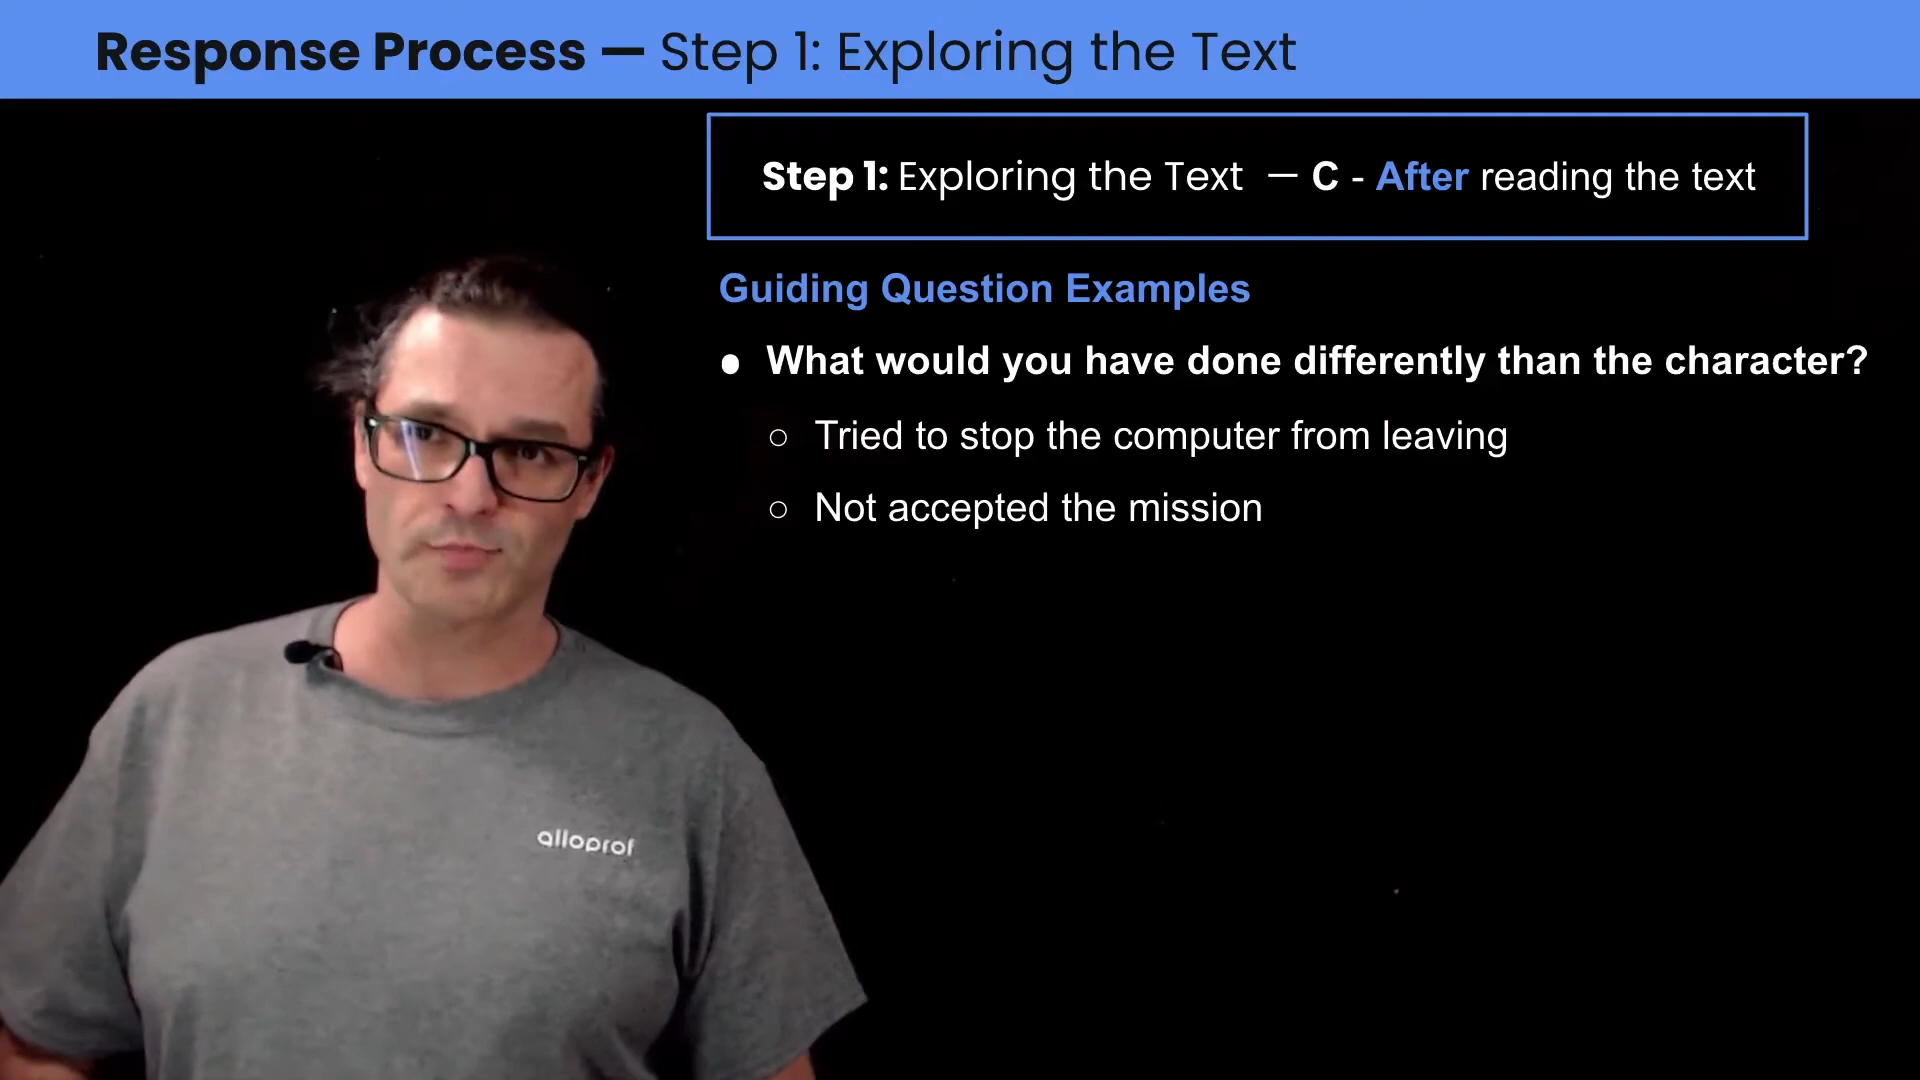 Response Process — Step 1: Exploring the Text
Step 1: Exploring the Text — C - After reading the text
Guiding Question Examples
● What would you have done differently than the character?
○ Tried to stop the computer from leaving
○ Not accepted the mission
alloprof